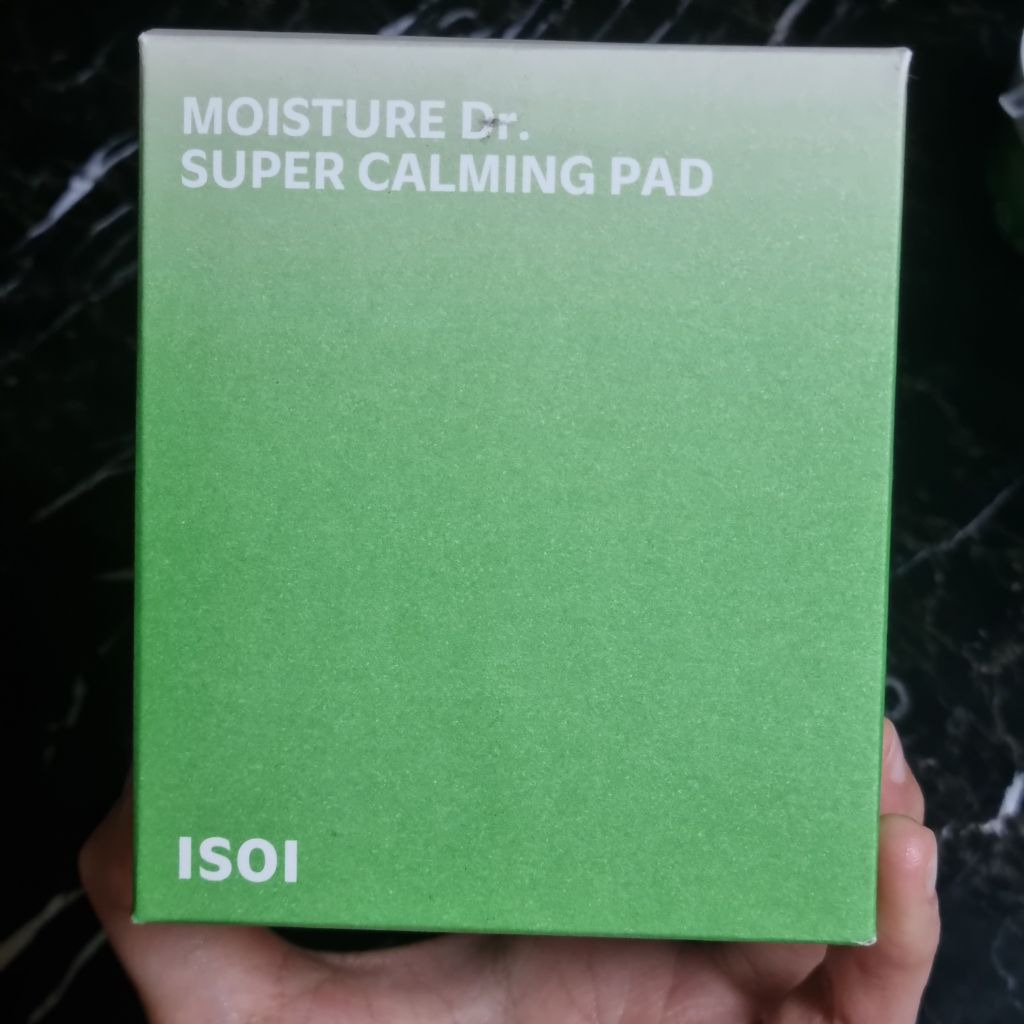 MOISTURE Dr.
SUPER CALMING PAD
ISOI